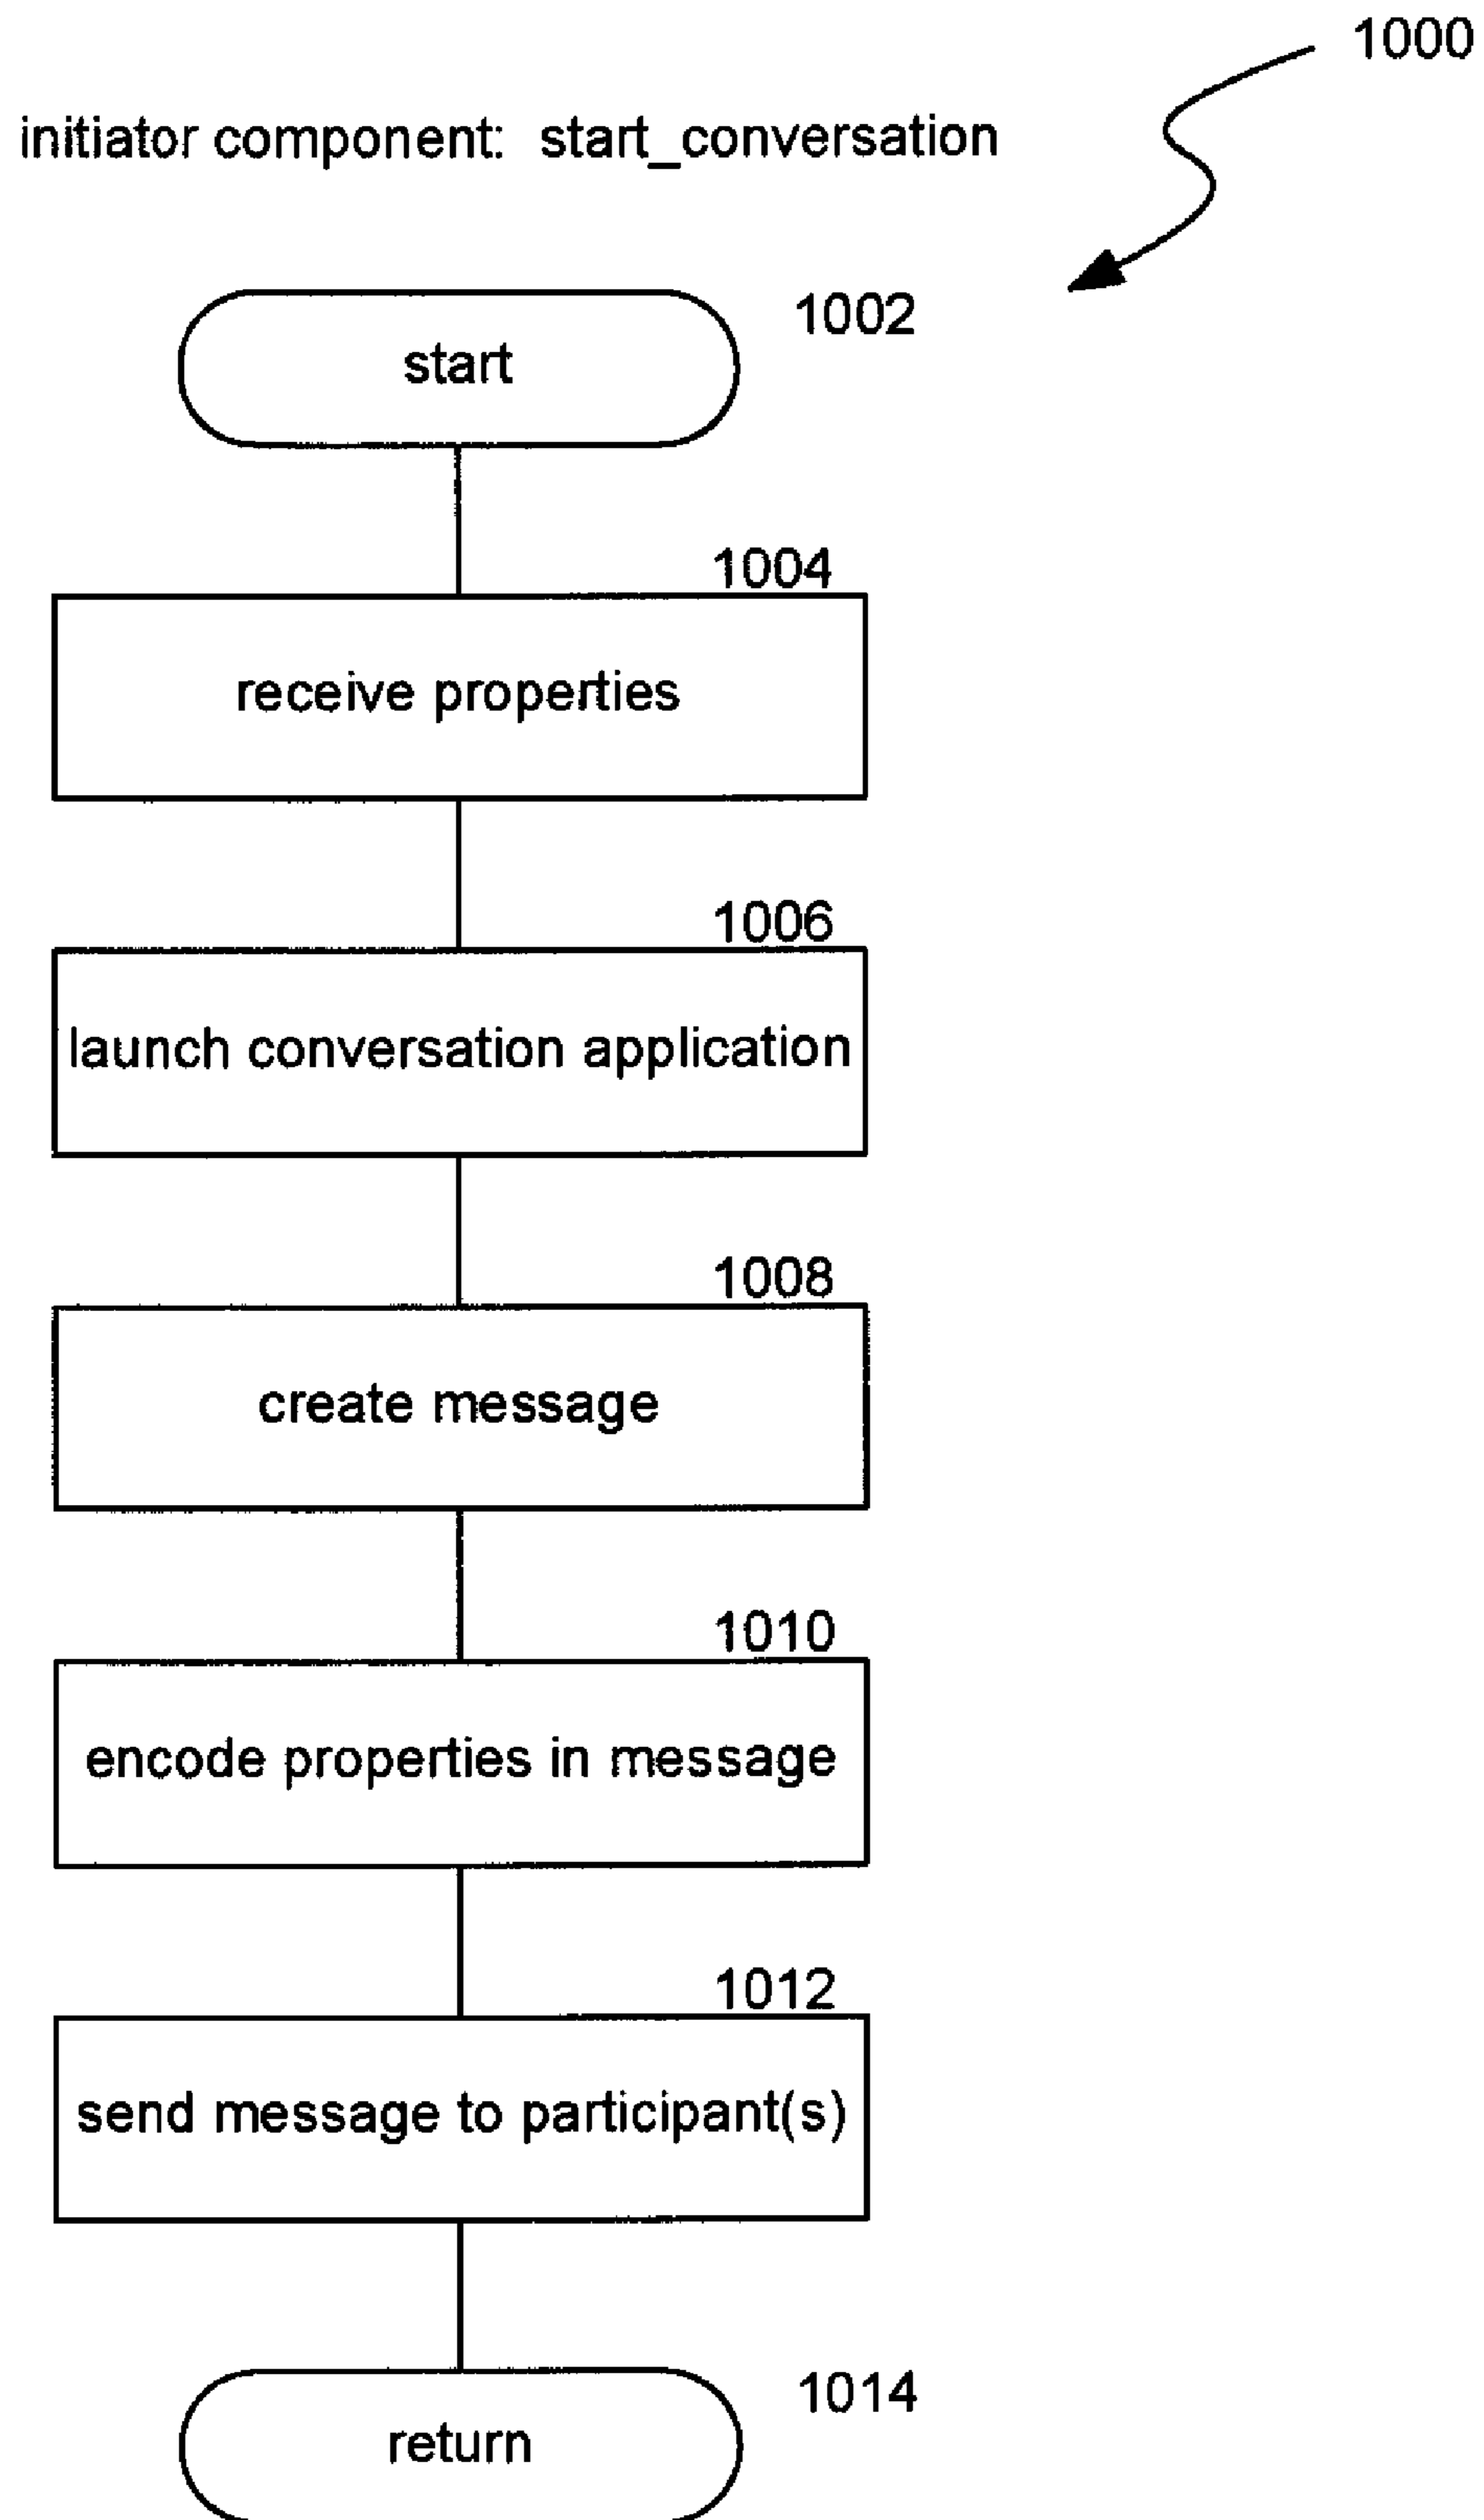 1000
initiator component: start_conversation
1002
start
1004
receive properties
1006
launch conversation application
1008
create message
1010
encode properties in message
1012
send message to participant(s)
1014
return